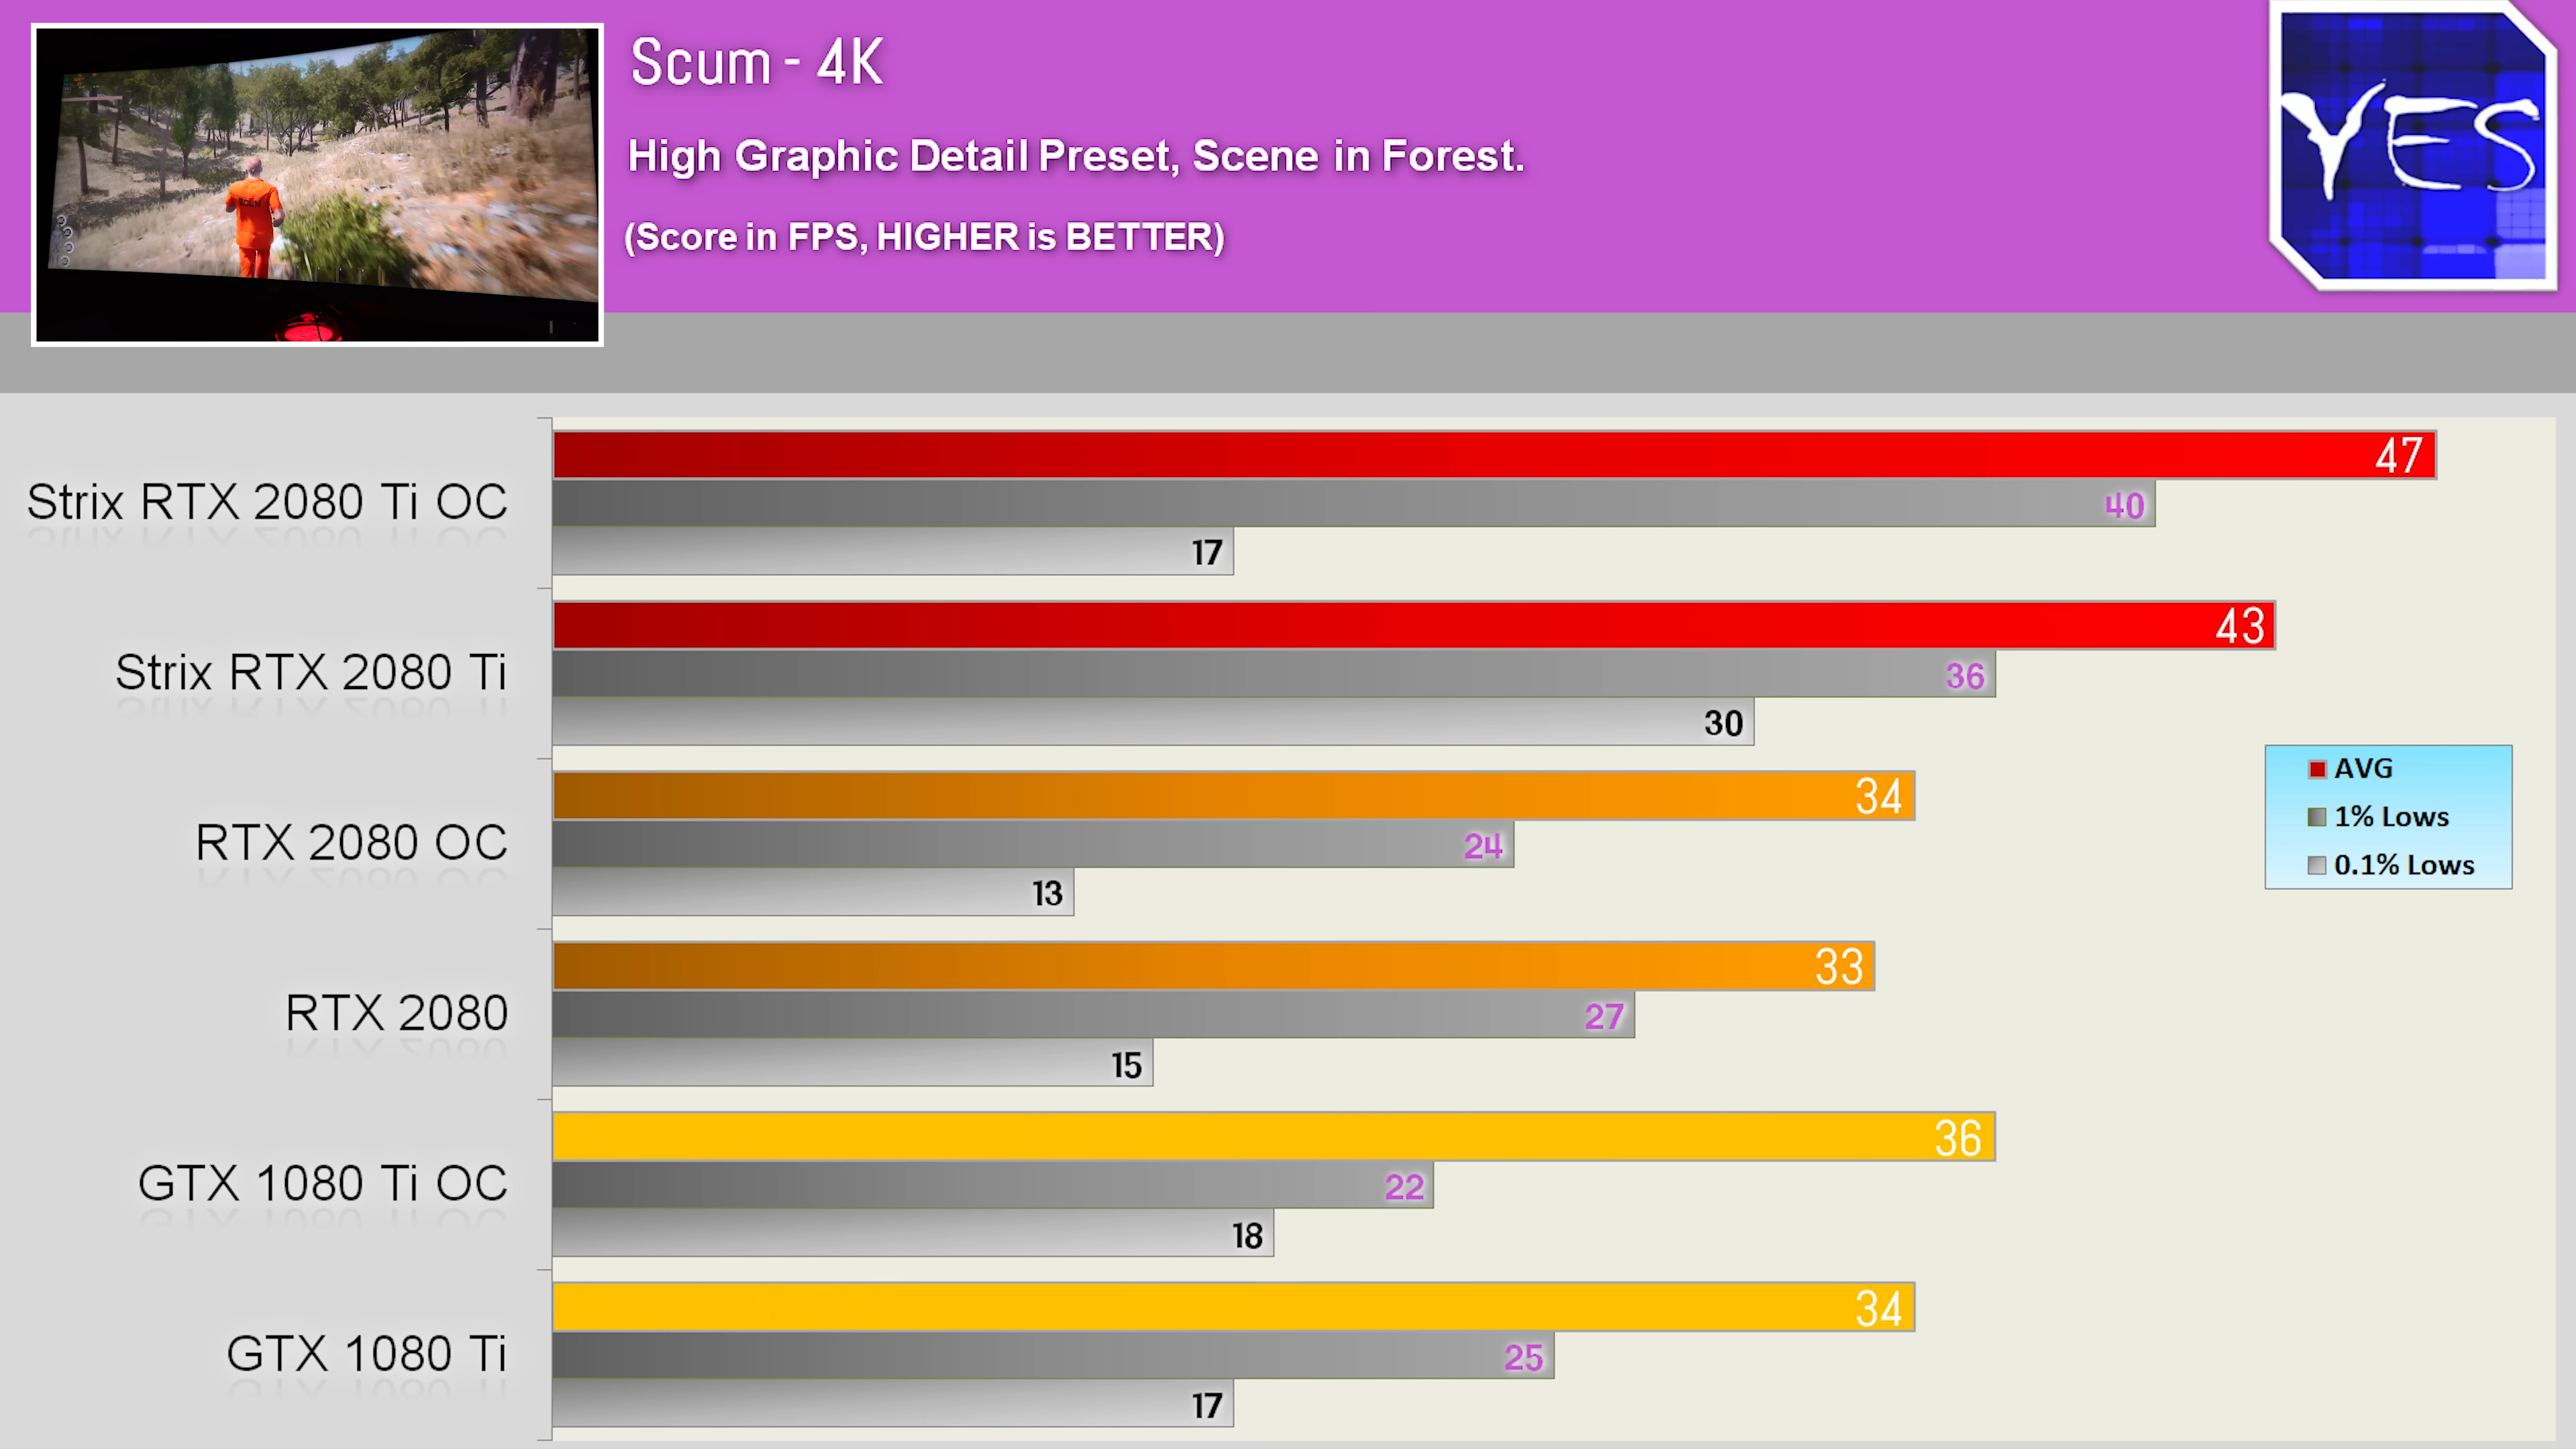 Scum - 4K
High Graphic Detail Preset, Scene in Forest.
(Score in FPS, HIGHER is BETTER)
YES
SCUM
Strix RTX 2080 Ti OC
47
40
17
Strix RTX 2080 Ti
43
36
30
RTX 2080 OC
34
24
13
RTX 2080
33
27
15
GTX 1080 Ti OC
36
22
18
GTX 1080 Ti
34
25
17
AVG
1% Lows
0.1% Lows